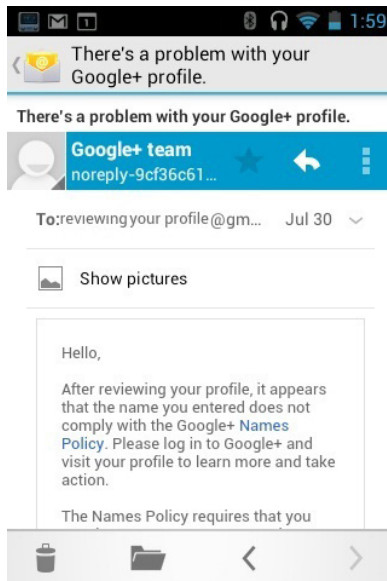 1
1:59
There's a problem with your
Google+ profile.
There's a problem with your Google+ profile.
Google+ team
noreply-9cf36c61...
To:reviewing your profile@gm... Jul 30
Show pictures
Hello,
After reviewing your profile, it appears
that the name you entered does not
comply with the Google+ Names
Policy. Please log in to Google+ and
visit your profile to learn more and take
action.
The Names Policy requires that you